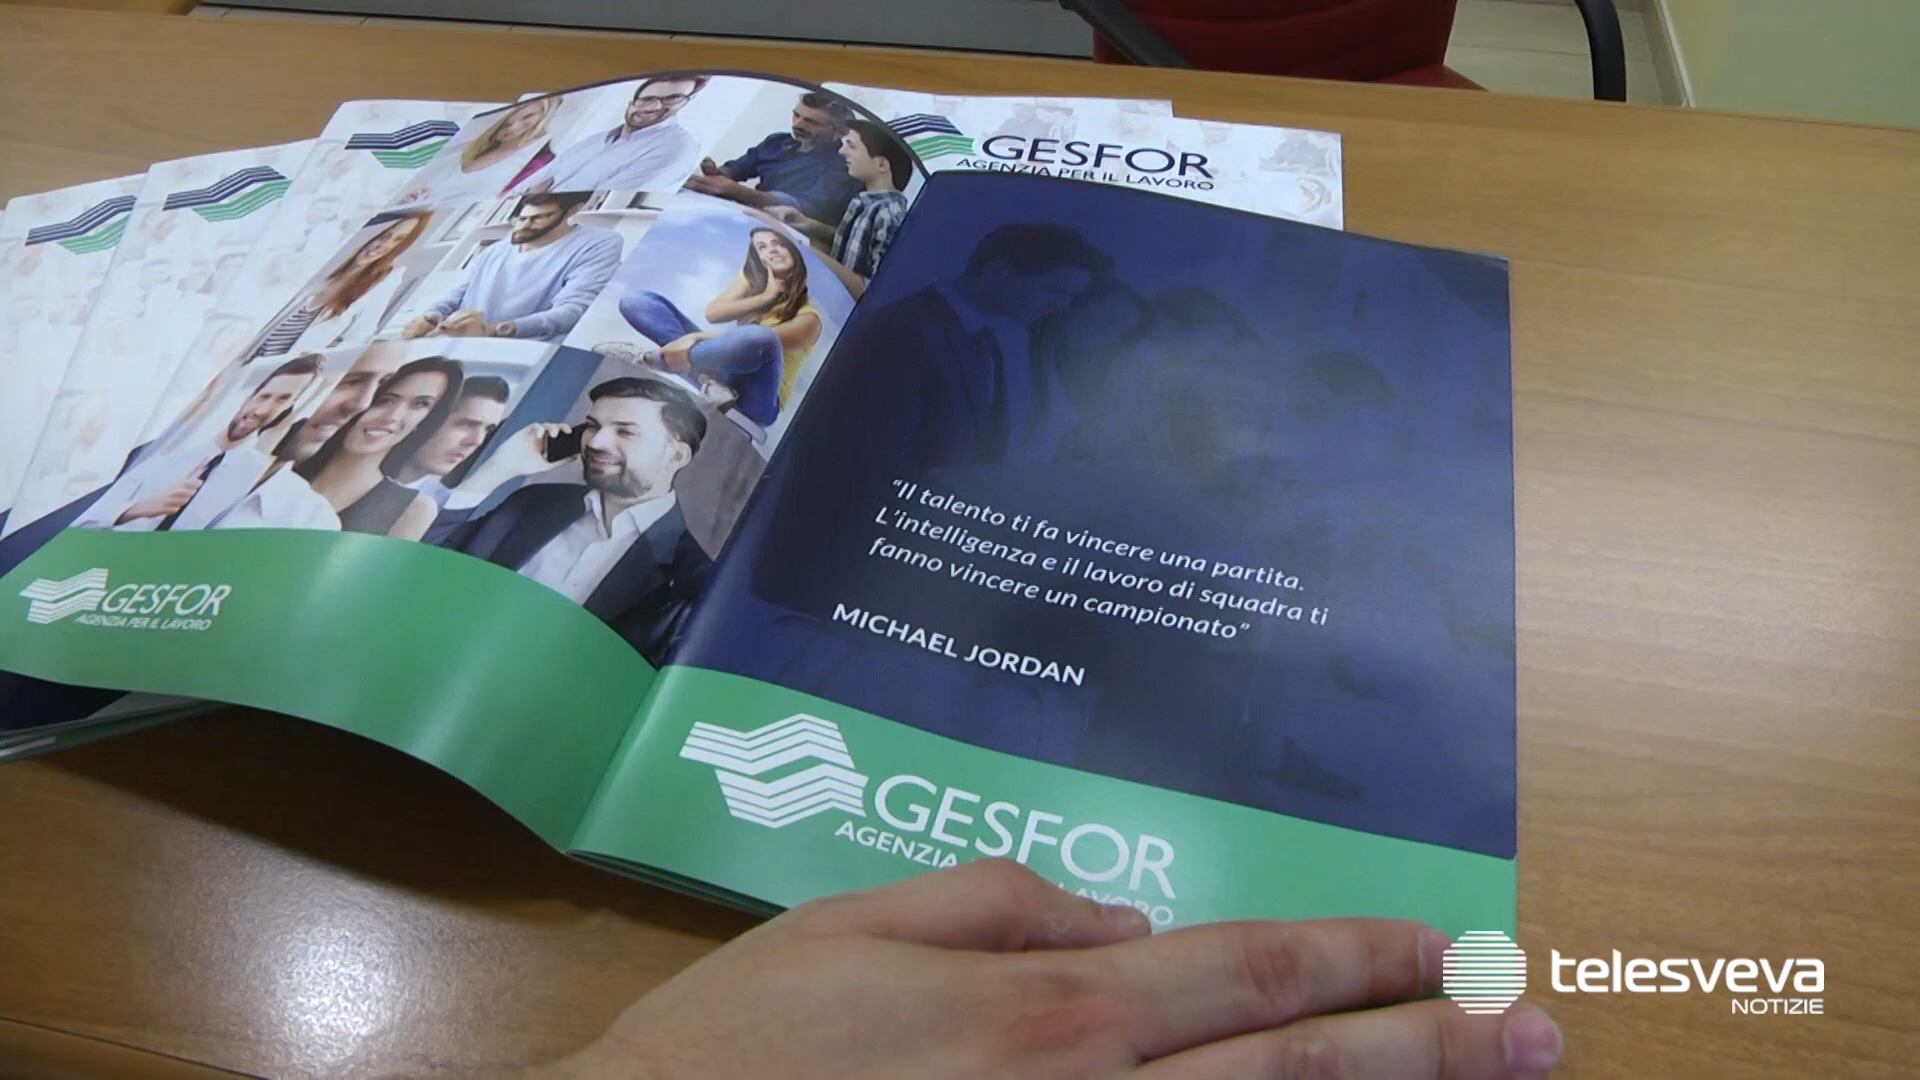 GESFOR
AGENZIA PER IL LAVORO
"Il talento ti fa vincere una partita.
L'intelligenza e il lavoro di squadra ti
fanno vincere un campionato"
MICHAEL JORDAN
GESFOR
AGENZIA PER IL LAVORO
GESFOR
AGENZIA LAVORO
telesveva
NOTIZIE